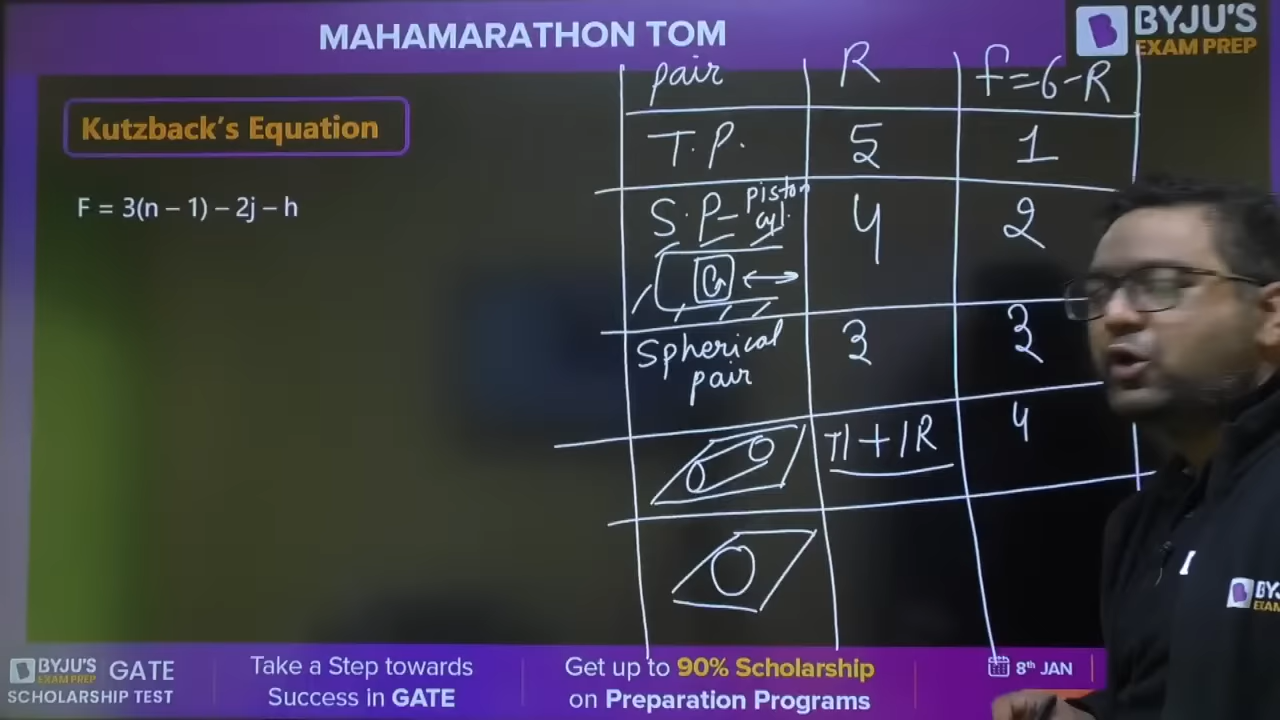 MAHAMARATHON TOM
BYJU'S
EXAM PREP
Kutzback's Equation
F = 3(n – 1) – 2j – h
pair R f=6-R
T.P. 5 1
S.P- piston cyl. 4 2
Spherical pair 3 3
1T+1R 4
BYJU'S
EXAM PREP
GATE
SCHOLARSHIP TEST
Take a Step towards
Success in GATE
Get up to 90% Scholarship
on Preparation Programs
8th JAN